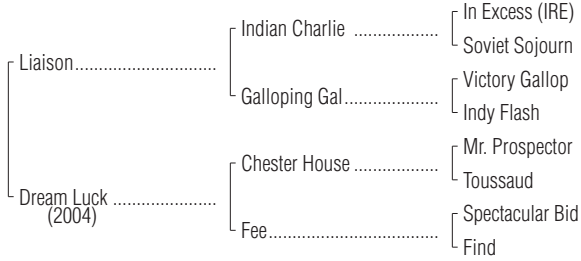 In Excess (IRE)
Indian Charlie ....................
Soviet Sojourn
Liaison.................................
Victory Gallop
Galloping Gal......................
Indy Flash
Mr. Prospector
Chester House ...................
Toussaud
Dream Luck ........................
(2004)
Spectacular Bid
Fee.......................................
Find